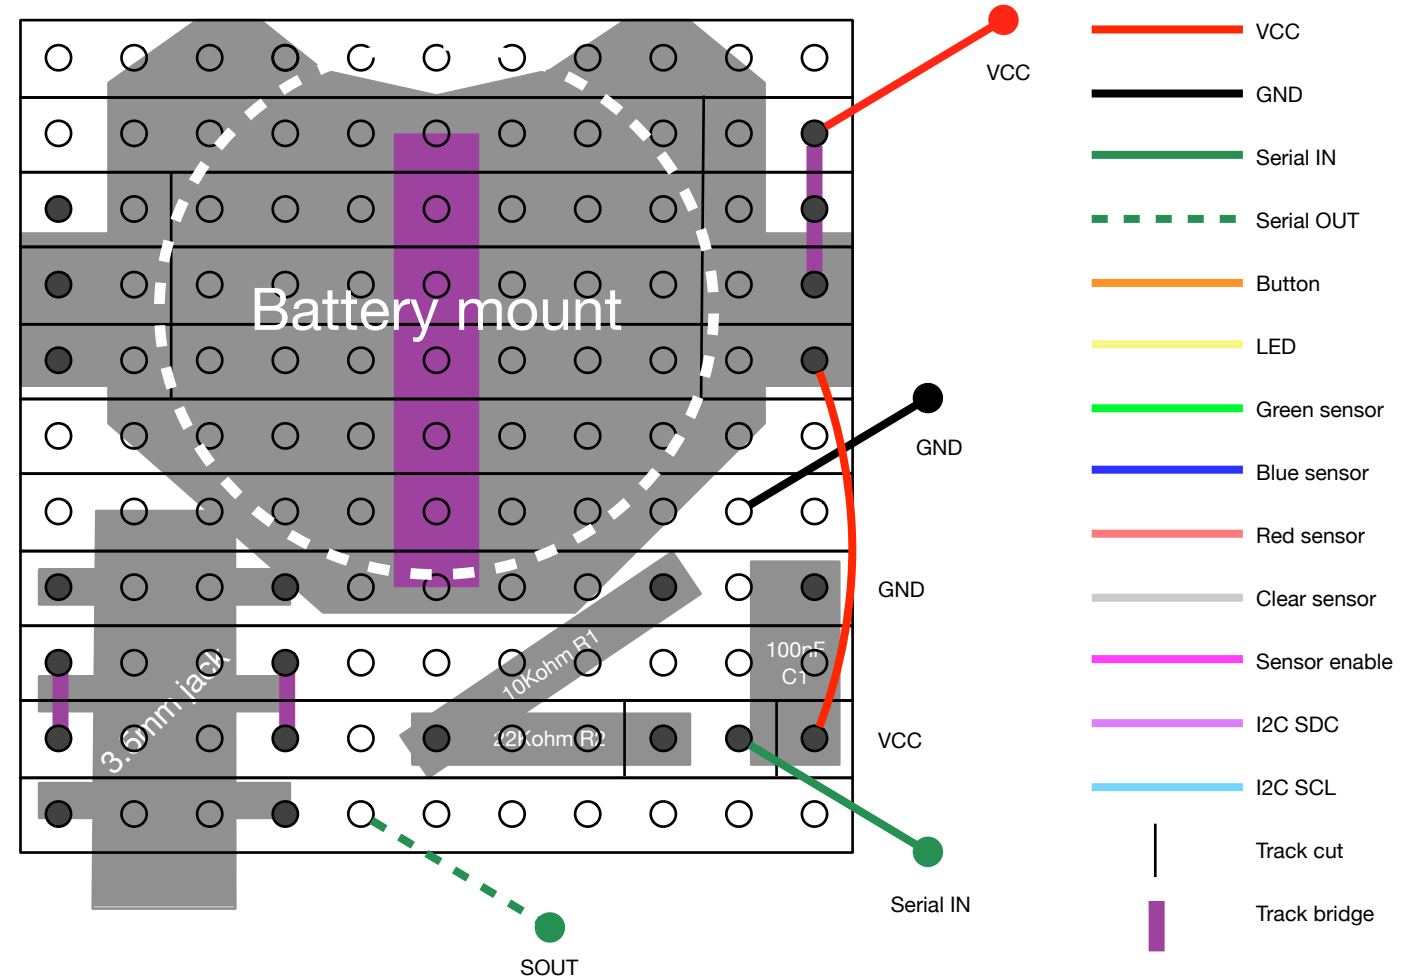 VCC
Battery mount
GND
GND
10Kohm R1
100nF
C1
3.5mm jack
22Kohm R2
VCC
Serial IN
SOUT
VCC
GND
Serial IN
Serial OUT
Button
LED
Green sensor
Blue sensor
Red sensor
Clear sensor
Sensor enable
I2C SDC
I2C SCL
Track cut
Track bridge